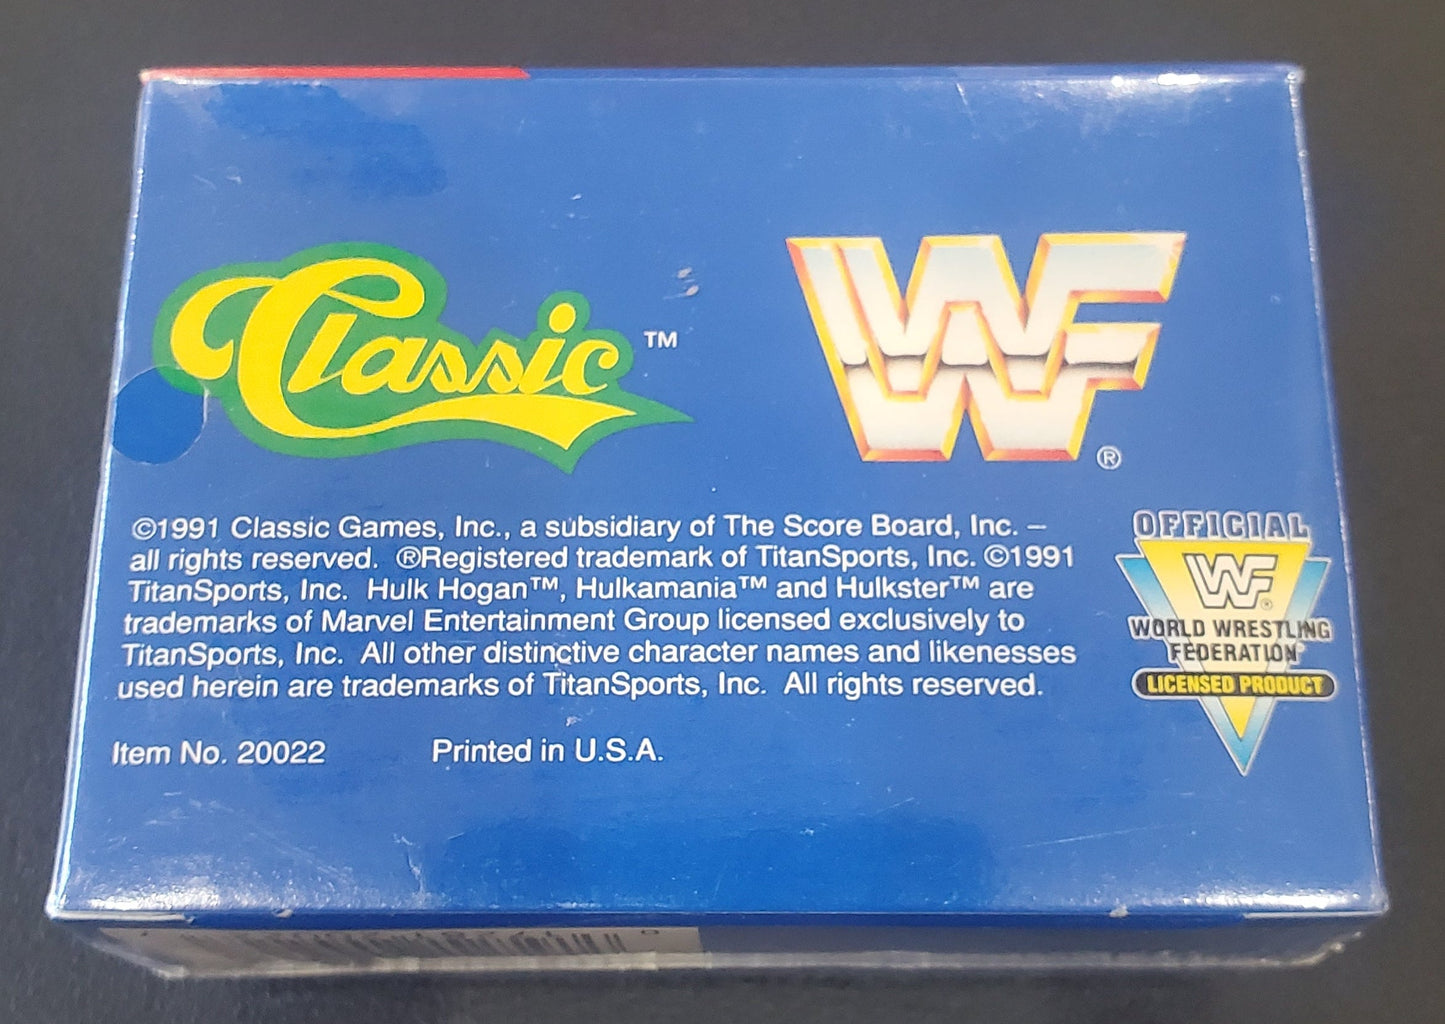 Classic™
WF®
©1991 Classic Games, Inc., a subsidiary of The Score Board, Inc. –
all rights reserved. ®Registered trademark of TitanSports, Inc. ©1991
TitanSports, Inc. Hulk Hogan™, Hulkamania™ and Hulkster™ are
trademarks of Marvel Entertainment Group licensed exclusively to
TitanSports, Inc. All other distinctive character names and likenesses
used herein are trademarks of TitanSports, Inc. All rights reserved.
Item No. 20022 Printed in U.S.A.
OFFICIAL
WF®
WORLD WRESTLING
FEDERATION
LICENSED PRODUCT